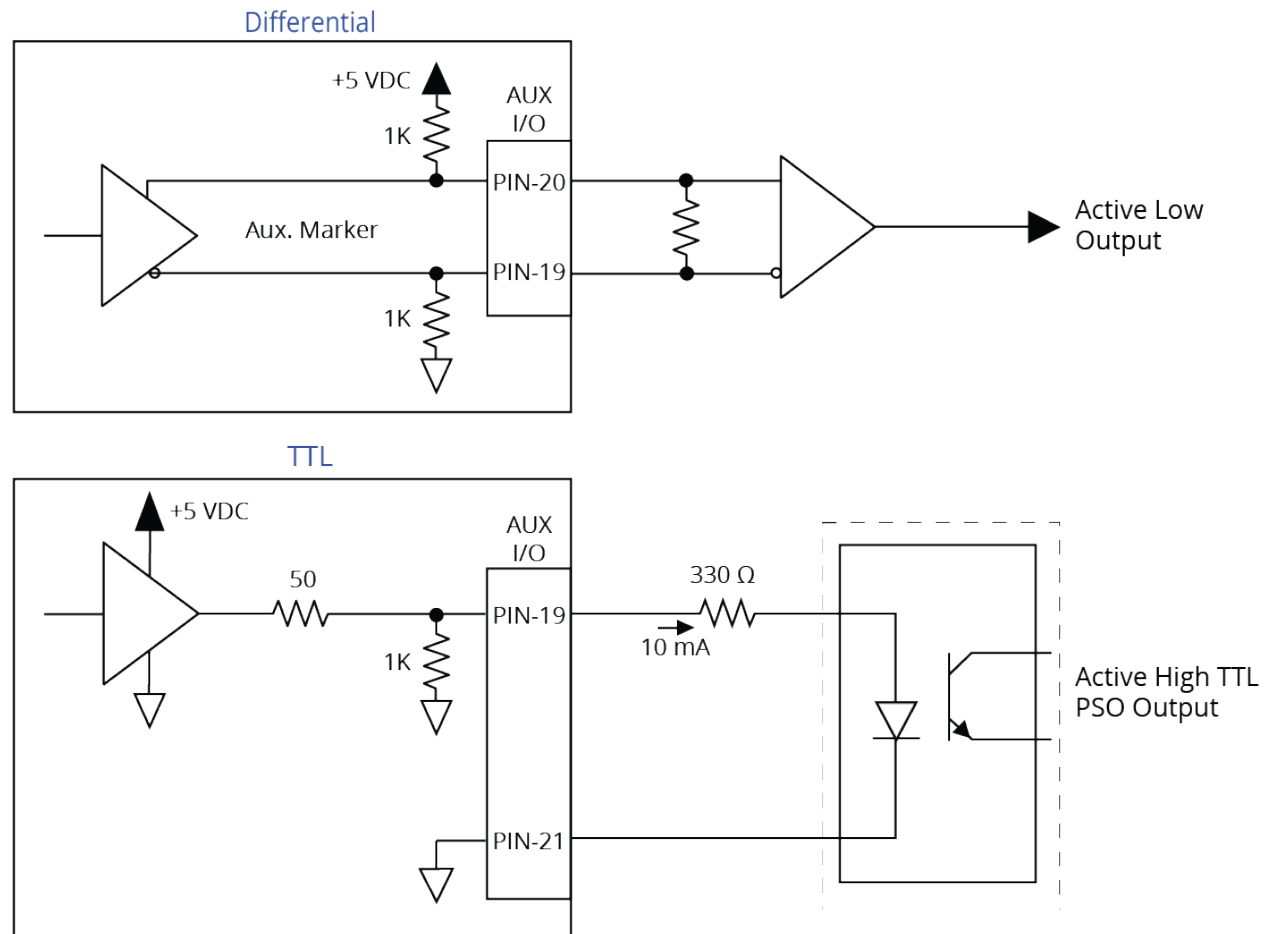 Differential
+5 VDC
AUX
I/O
1K
PIN-20
Aux. Marker
PIN-19
1K
Active Low
Output
TTL
+5 VDC
AUX
I/O
50
330 Ω
PIN-19
10 mA
1K
Active High TTL
PSO Output
PIN-21